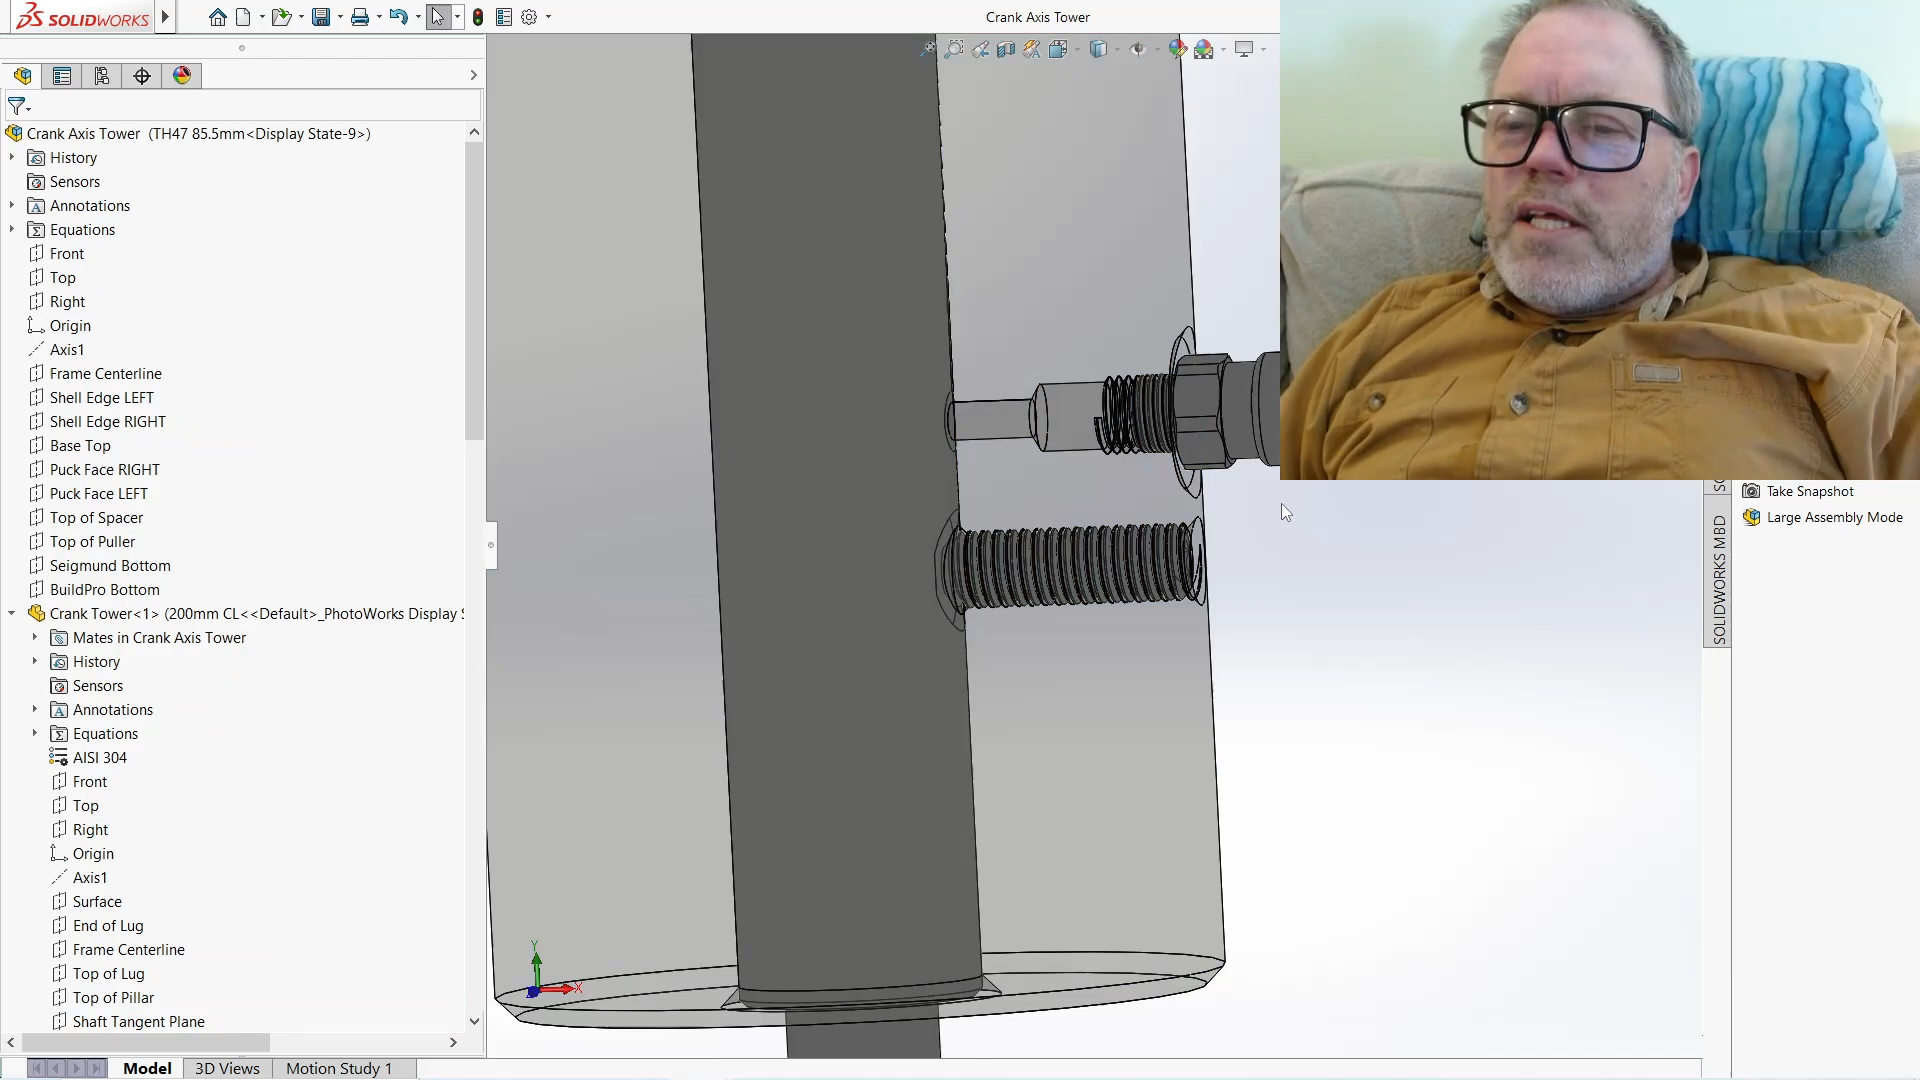 SOLIDWORKS
Crank Axis Tower
Crank Axis Tower (TH47 85.5mm<Display State-9>)
History
Sensors
Annotations
Equations
Front
Top
Right
Origin
Axis1
Frame Centerline
Shell Edge LEFT
Shell Edge RIGHT
Base Top
Puck Face RIGHT
Puck Face LEFT
Top of Spacer
Top of Puller
Seigmund Bottom
BuildPro Bottom
Crank Tower<1> (200mm CL<<Default>_PhotoWorks Display
Mates in Crank Axis Tower
History
Sensors
Annotations
Equations
AISI 304
Front
Top
Right
Origin
Axis1
Surface
End of Lug
Frame Centerline
Top of Lug
Top of Pillar
Shaft Tangent Plane
Y
X
Model
3D Views
Motion Study 1
SOLIDWORKS MBD
Take Snapshot
Large Assembly Mode